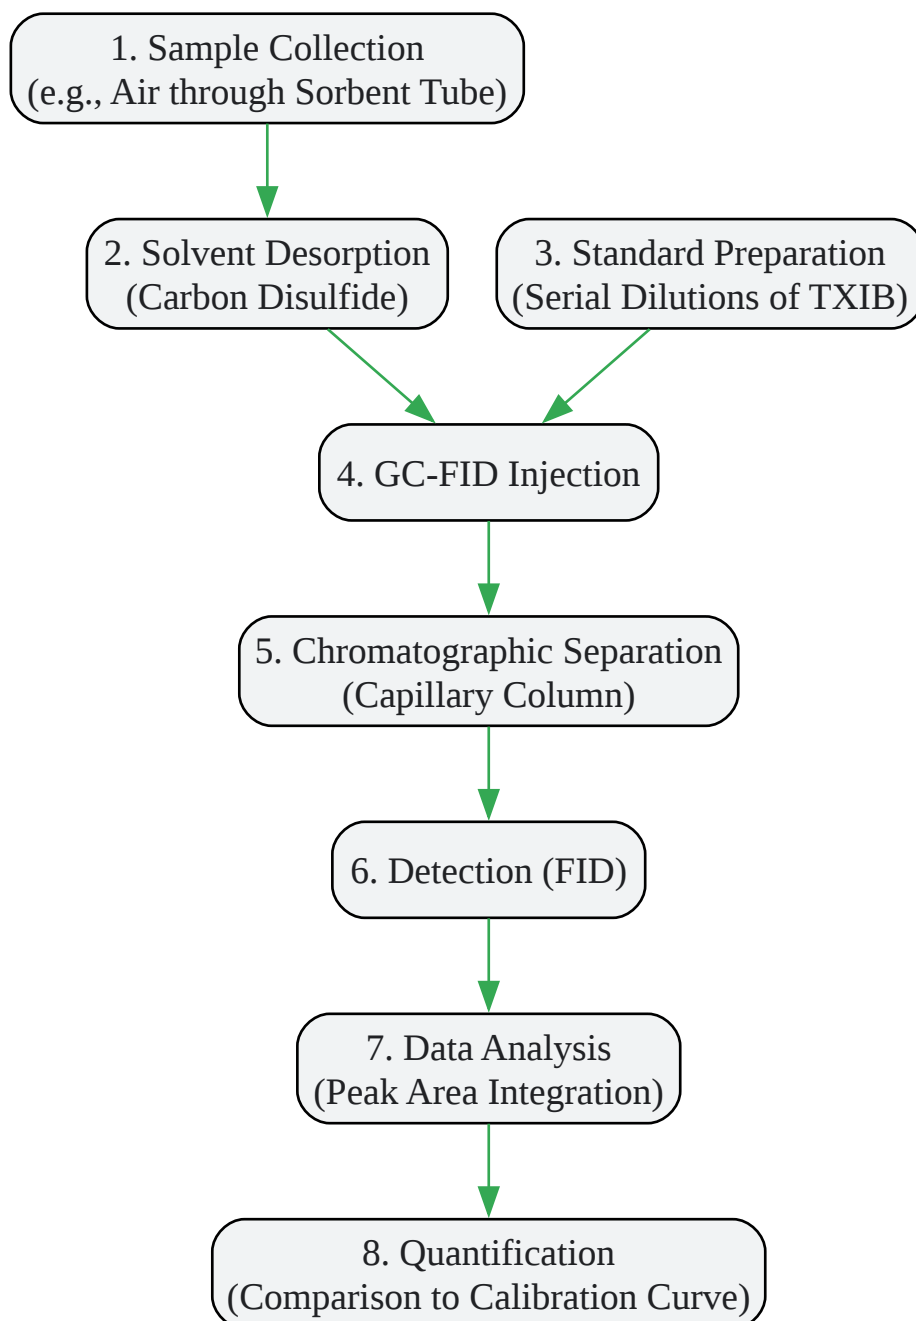 1. Sample Collection
(e.g., Air through Sorbent Tube)
2. Solvent Desorption
(Carbon Disulfide)
3. Standard Preparation
(Serial Dilutions of TXIB)
4. GC-FID Injection
5. Chromatographic Separation
(Capillary Column)
6. Detection (FID)
7. Data Analysis
(Peak Area Integration)
8. Quantification
(Comparison to Calibration Curve)